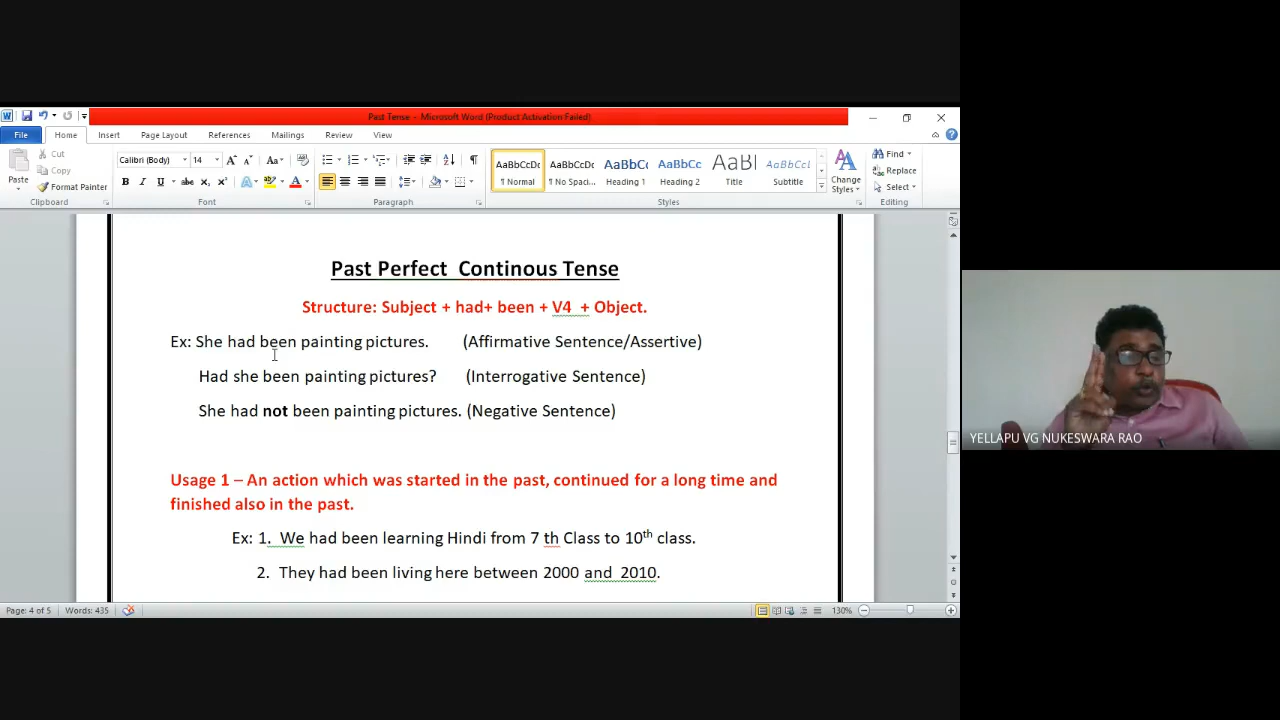 Past Tense - Microsoft Word (Product Activation Failed)
File Home Insert Page Layout References Mailings Review View
Paste
Cut
Copy
Format Painter
Clipboard
Calibri (Body) 14
Font
Paragraph
AaBbCcDc AaBbCcDc AaBbCc AaBbCc AaBl AaBbCcI
¶ Normal ¶ No Spaci... Heading 1 Heading 2 Title Subtitle
Change Styles
Styles
Find
Replace
Select
Editing
Past Perfect Continous Tense
Structure: Subject + had+ been + V4 + Object.
Ex: She had been painting pictures. (Affirmative Sentence/Assertive)
Had she been painting pictures? (Interrogative Sentence)
She had not been painting pictures. (Negative Sentence)
Usage 1 – An action which was started in the past, continued for a long time and
finished also in the past.
Ex: 1. We had been learning Hindi from 7 th Class to 10th class.
2. They had been living here between 2000 and 2010.
Page: 4 of 5 Words: 435 130%
YELLAPU VG NUKESWARA RAO